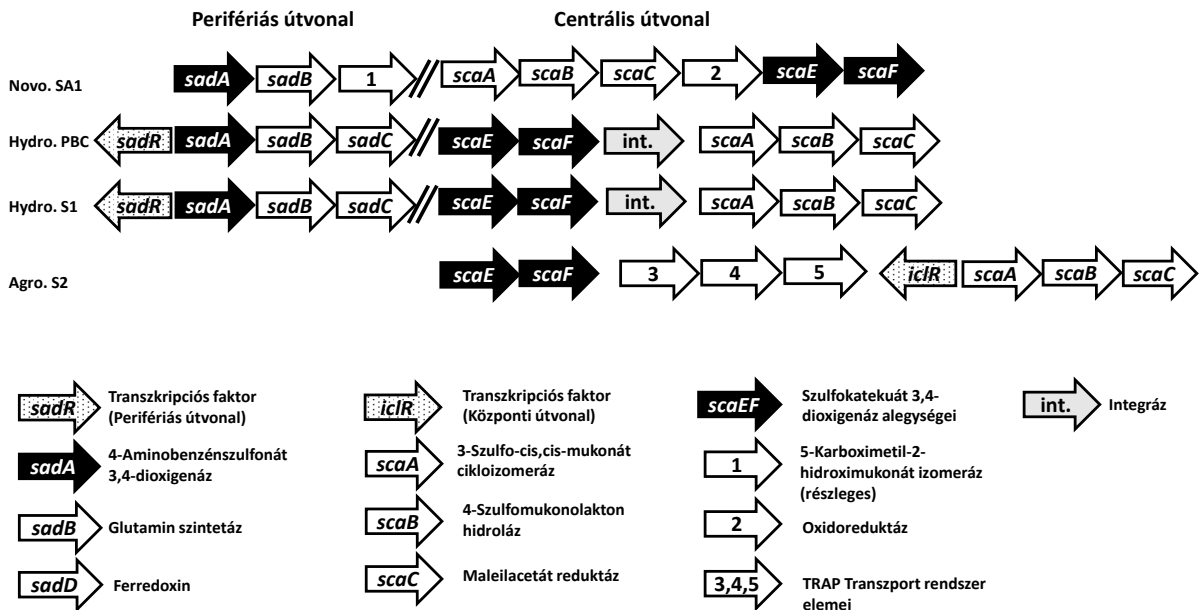 Perifériás útvonal Centrális útvonal
Novo. SA1 sadA sadB 1 scaA scaB scaC 2 scaE scaF
Hydro. PBC sadR sadA sadB sadC scaE scaF int. scaA scaB scaC
Hydro. S1 sadR sadA sadB sadC scaE scaF int. scaA scaB scaC
Agro. S2 scaE scaF 3 4 5 iclR scaA scaB scaC
sadR Transzkripciós faktor
(Perifériás útvonal)
iclR Transzkripciós faktor
(Központi útvonal)
scaEF Szulfokatekuát 3,4-
dioxigenáz alegységei
int. Integráz
sadA 4-Aminobenzénszulfonát
3,4-dioxigenáz
scaA 3-Szulfo-cis,cis-mukonát
cikloizomeráz
1 5-Karboximetil-2-
hidroximukonát izomeráz
(részleges)
sadB Glutamin szintetáz
scaB 4-Szulfomukonolakton
hidroláz
2 Oxidoreduktáz
sadD Ferredoxin
scaC Maleilacetát reduktáz
3,4,5 TRAP Transzport rendszer
elemei